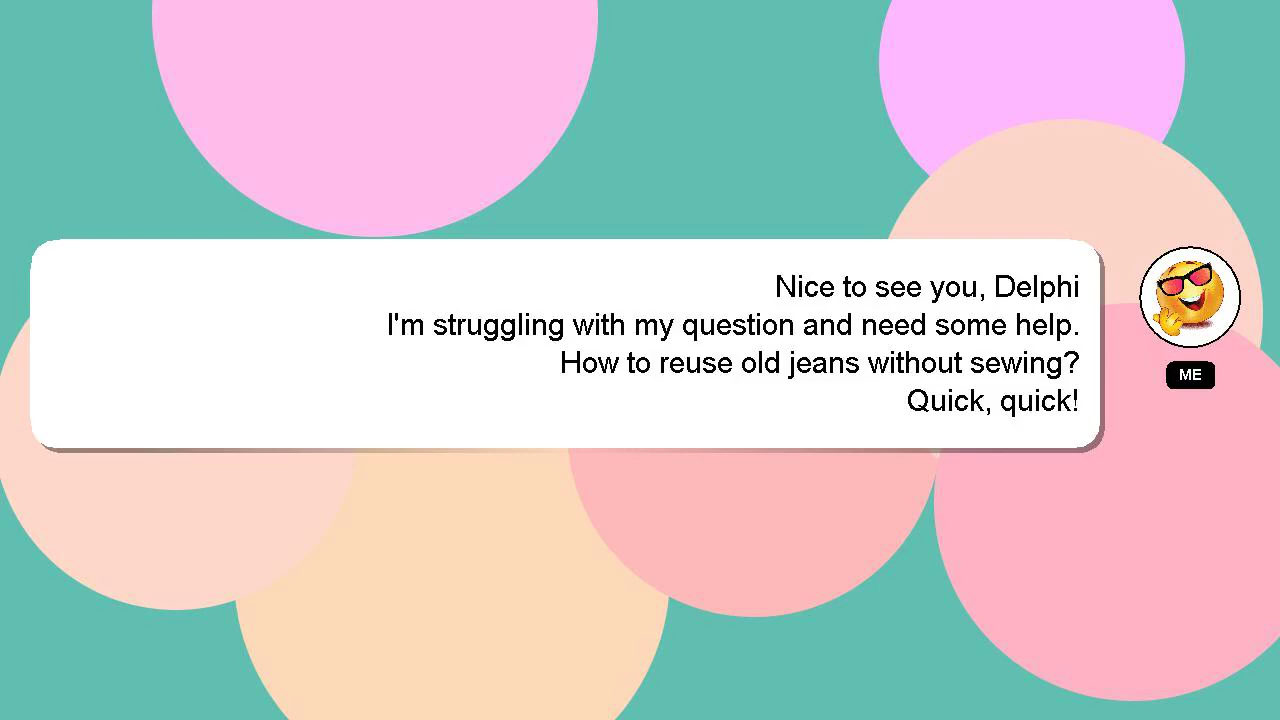 Nice to see you, Delphi
I'm struggling with my question and need some help.
How to reuse old jeans without sewing?
Quick, quick!
ME